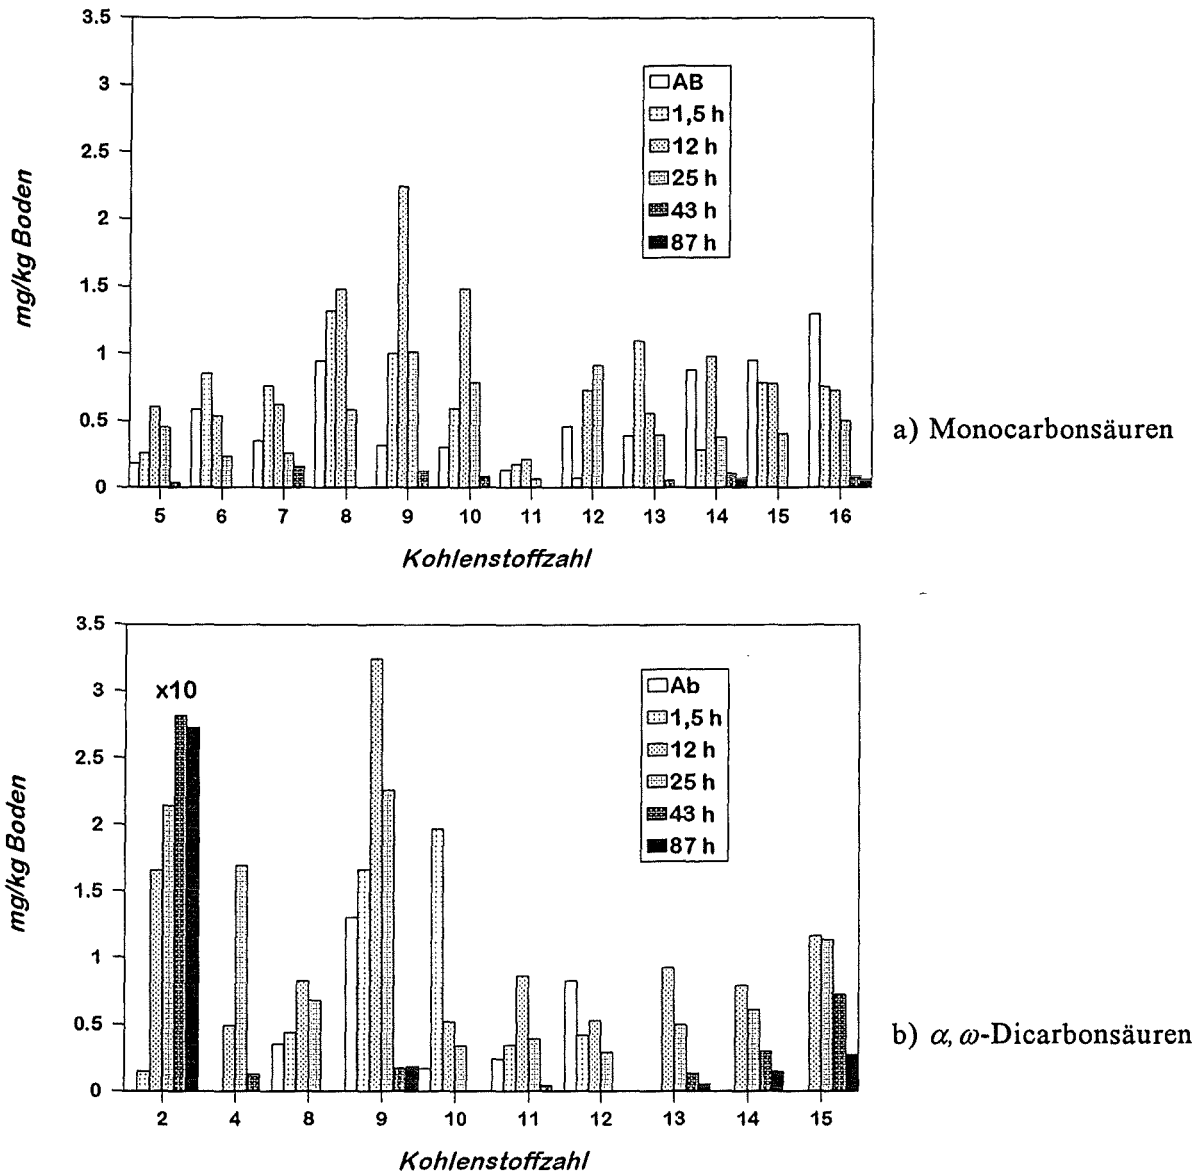 3.5
3
2.5
2
1.5
1
0.5
0
mg/kg Boden
AB
1,5 h
12 h
25 h
43 h
87 h
5 6 7 8 9 10 11 12 13 14 15 16
Kohlenstoffzahl
a) Monocarbonsäuren
3.5
3
2.5
2
1.5
1
0.5
0
mg/kg Boden
x10
Ab
1,5 h
12 h
25 h
43 h
87 h
2 4 8 9 10 11 12 13 14 15
Kohlenstoffzahl
b) α, ω-Dicarbonsäuren